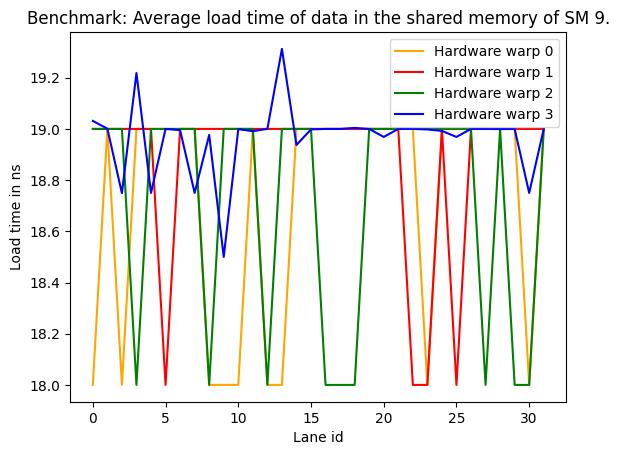 Benchmark: Average load time of data in the shared memory of SM 9.
Hardware warp 0
Hardware warp 1
Hardware warp 2
Hardware warp 3
Load time in ns
19.2
19.0
18.8
18.6
18.4
18.2
18.0
0 5 10 15 20 25 30
Lane id